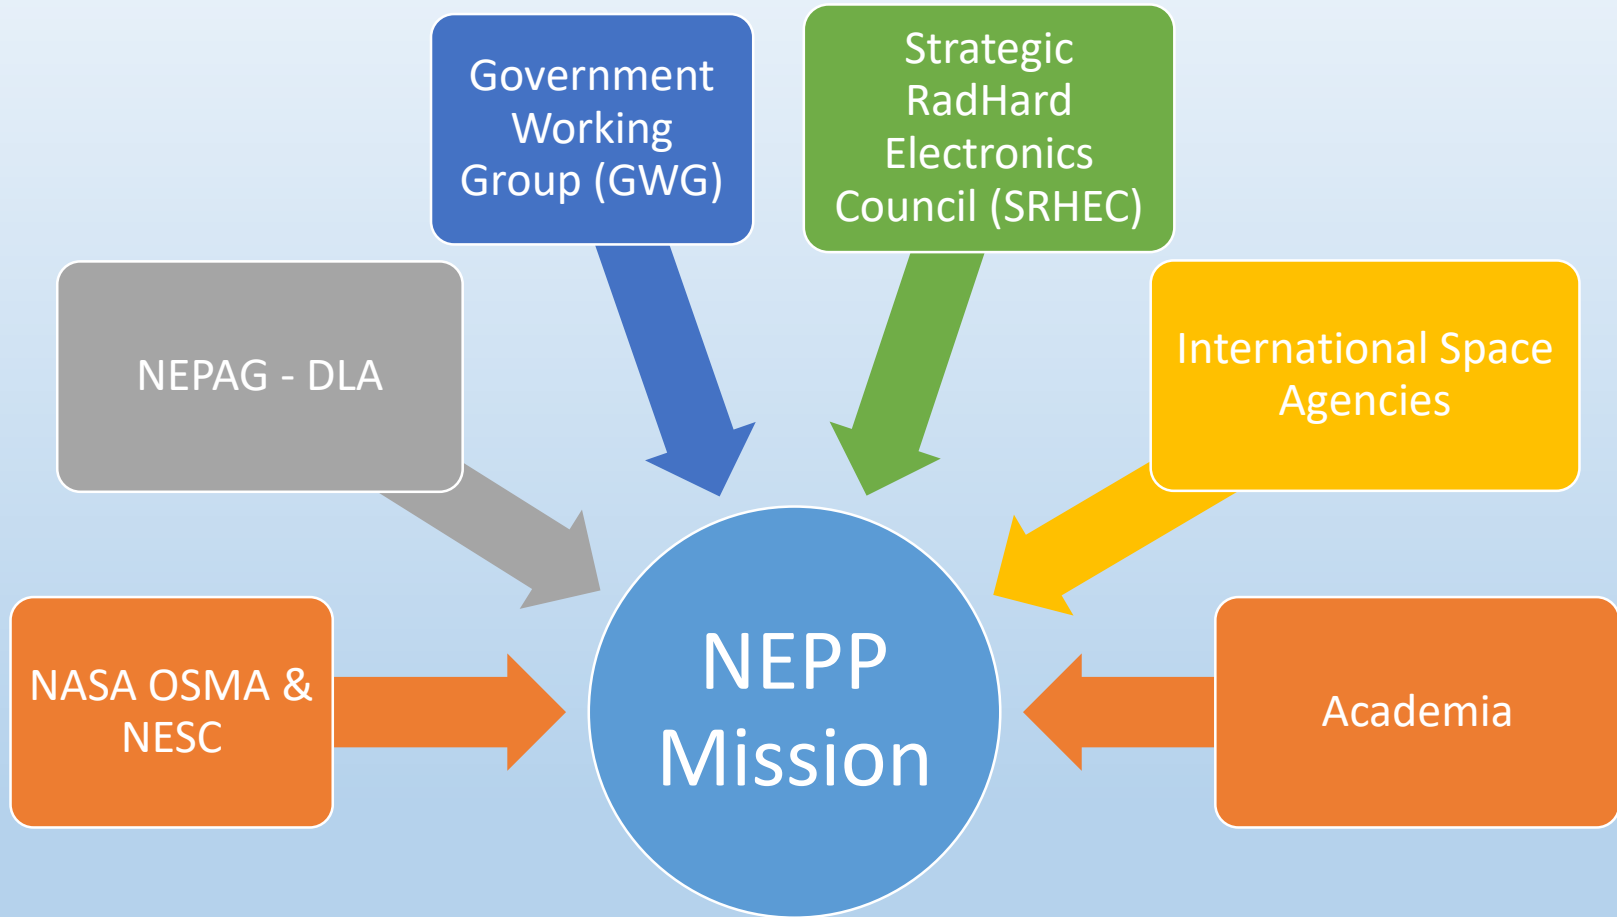 Government
Working
Group (GWG)
Strategic
RadHard
Electronics
Council (SRHEC)
NEPAG - DLA
International Space
Agencies
NASA OSMA &
NESC
NEPP
Mission
Academia